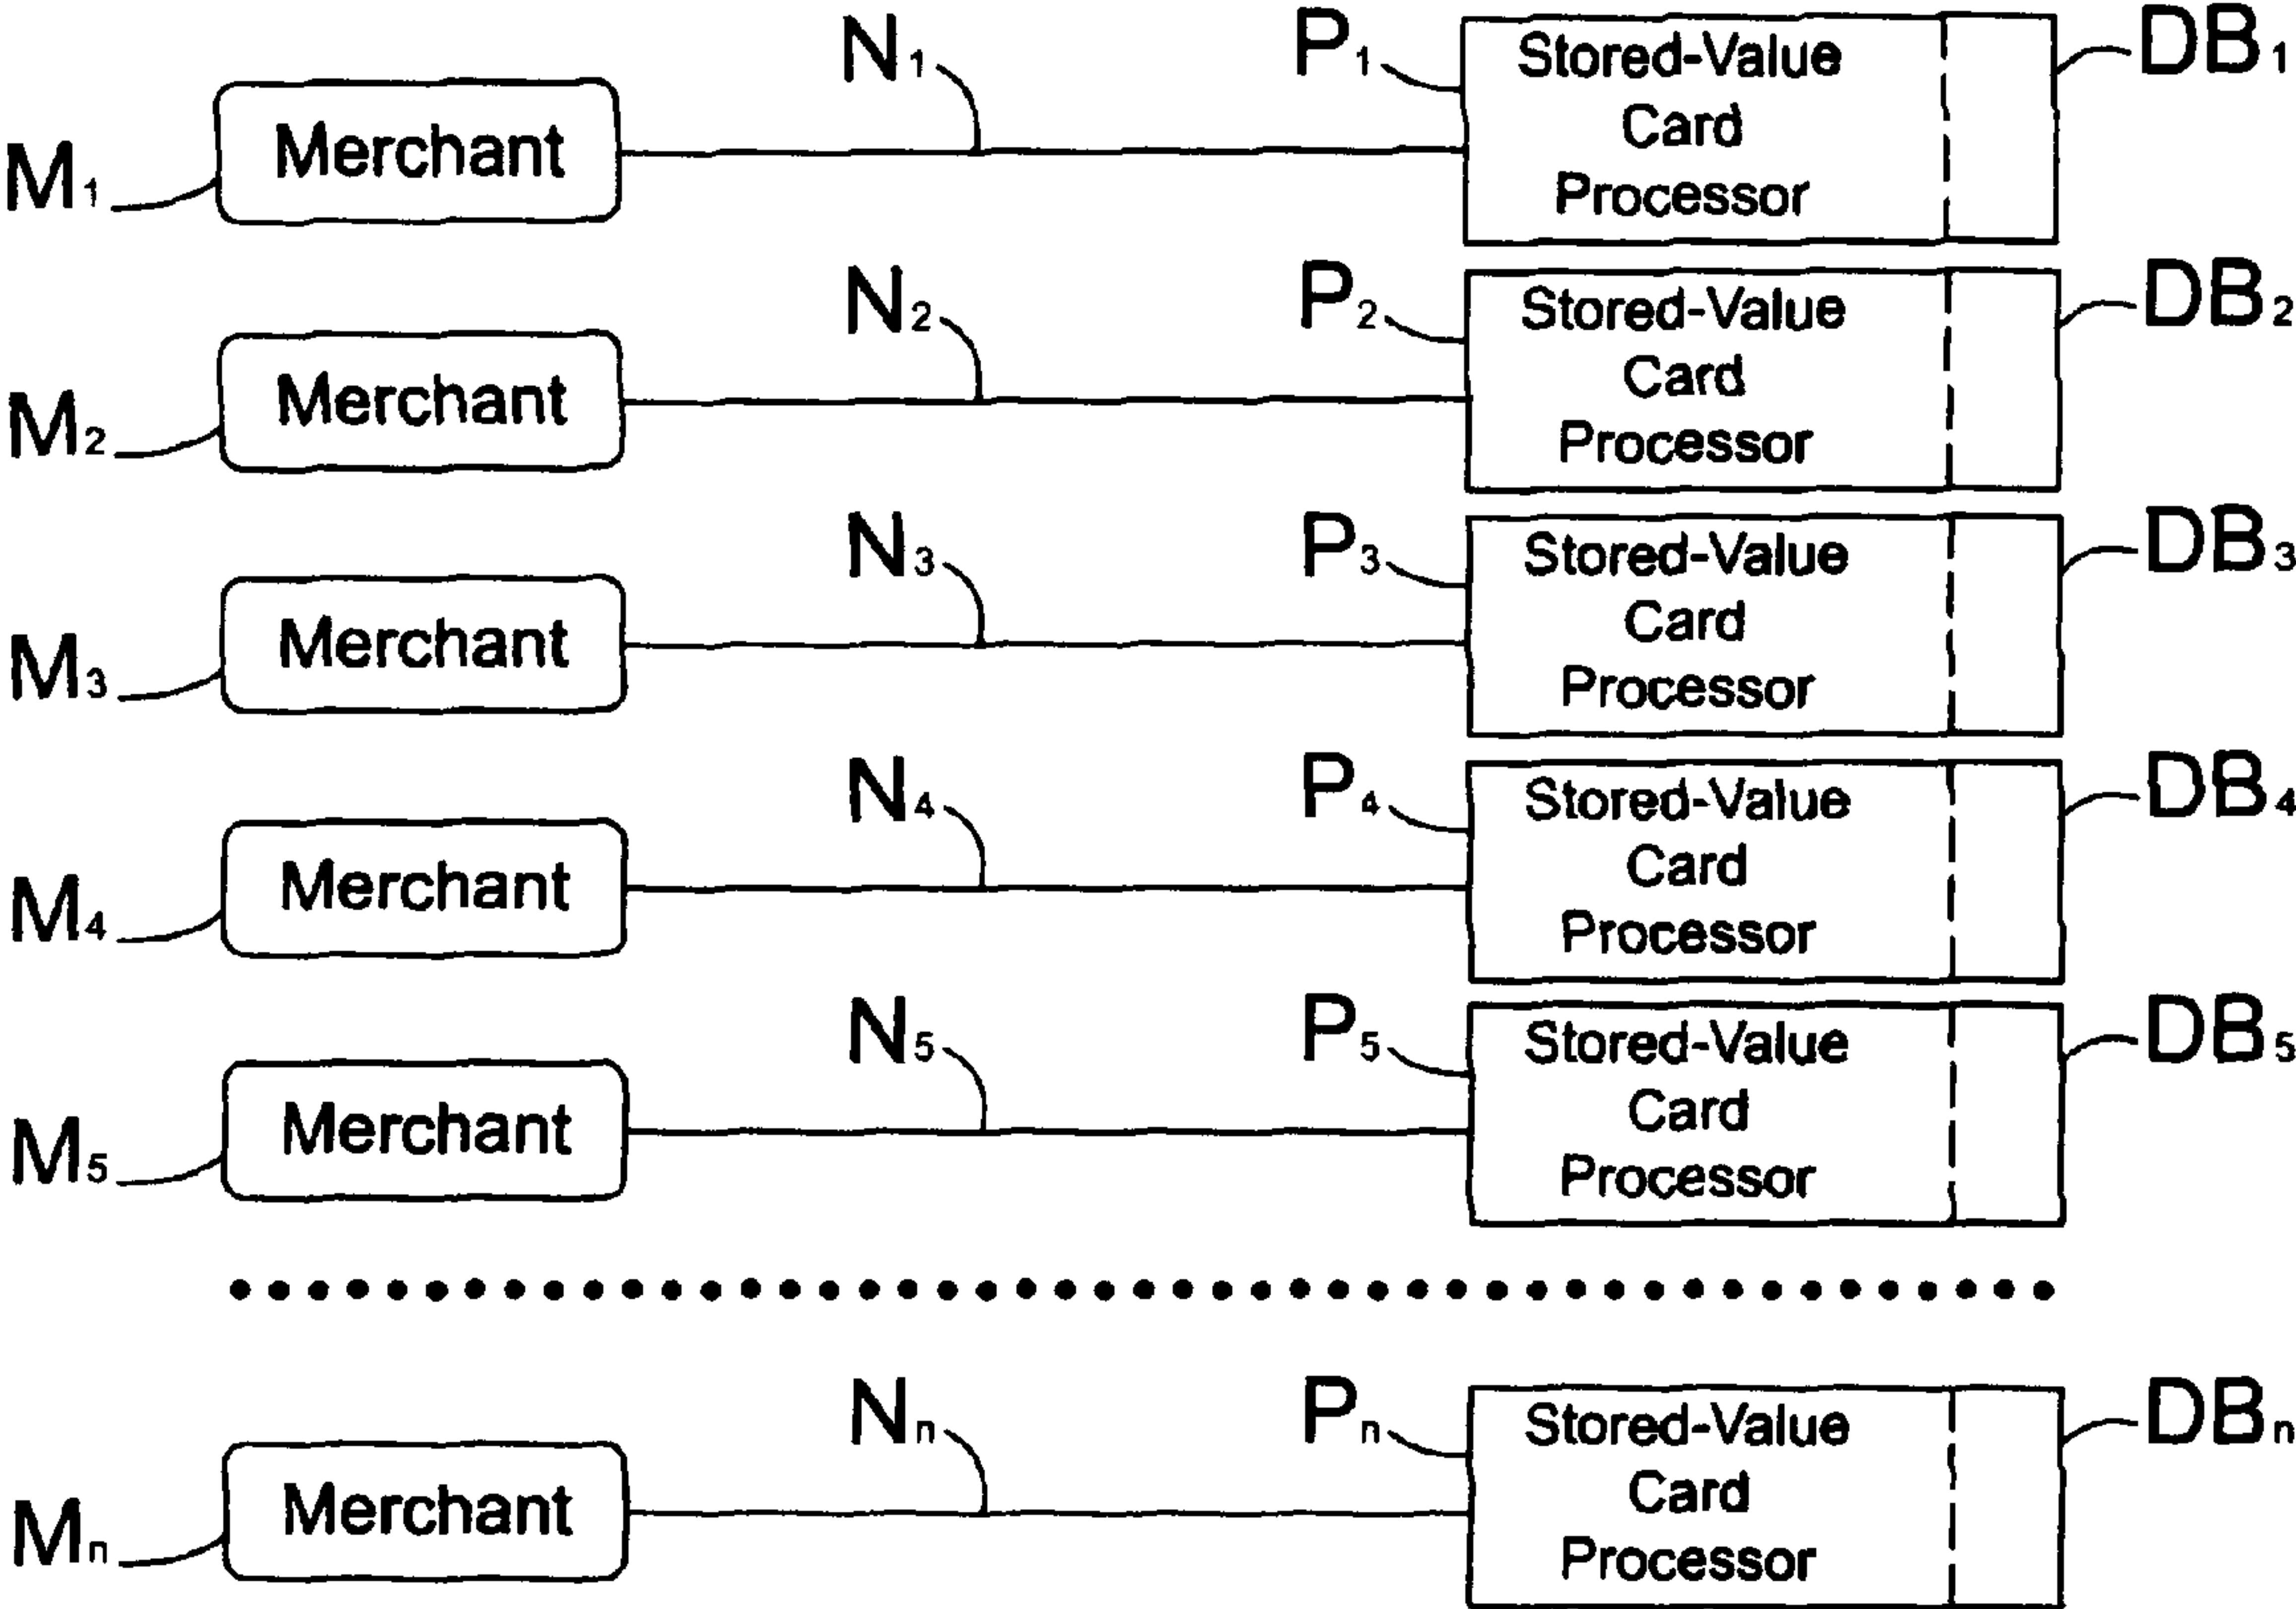 N₁ P₁ Stored-Value DB₁
Card
M₁ Merchant Processor
N₂ P₂ Stored-Value DB₂
Card
M₂ Merchant Processor
N₃ P₃ Stored-Value DB₃
Card
M₃ Merchant Processor
N₄ P₄ Stored-Value DB₄
Card
M₄ Merchant Processor
N₅ P₅ Stored-Value DB₅
Card
M₅ Merchant Processor
Nₙ Pₙ Stored-Value DBₙ
Card
Mₙ Merchant Processor